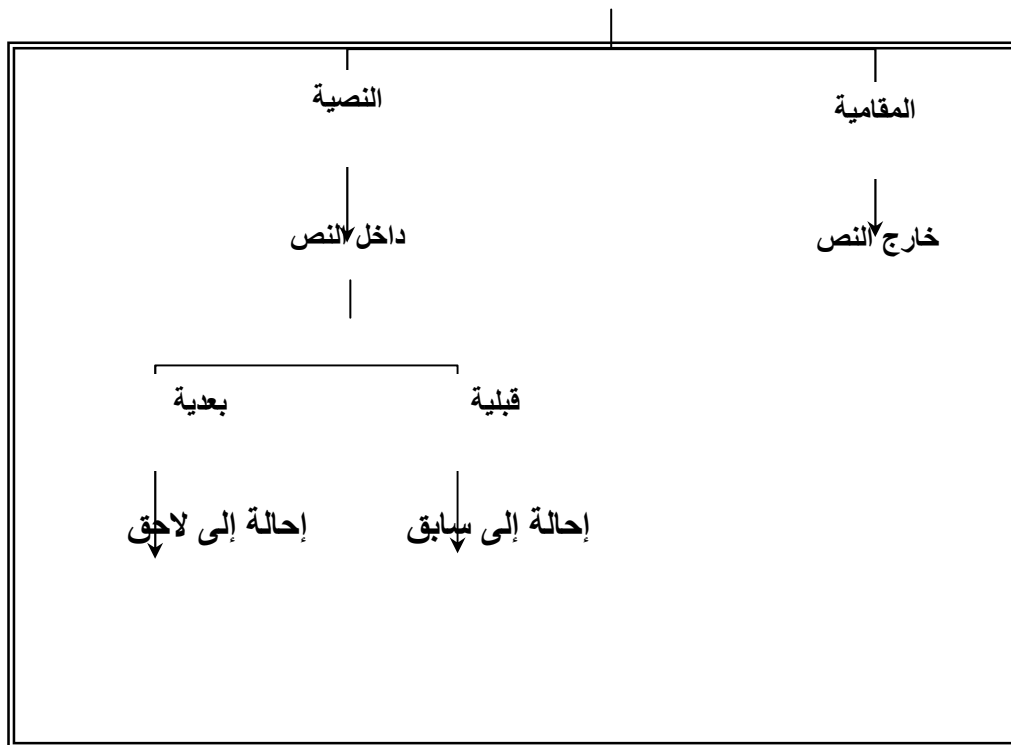 المقامية
النصية
خارج النص
داخل النص
قبلية
بعدية
إحالة إلى سابق
إحالة إلى لاحق